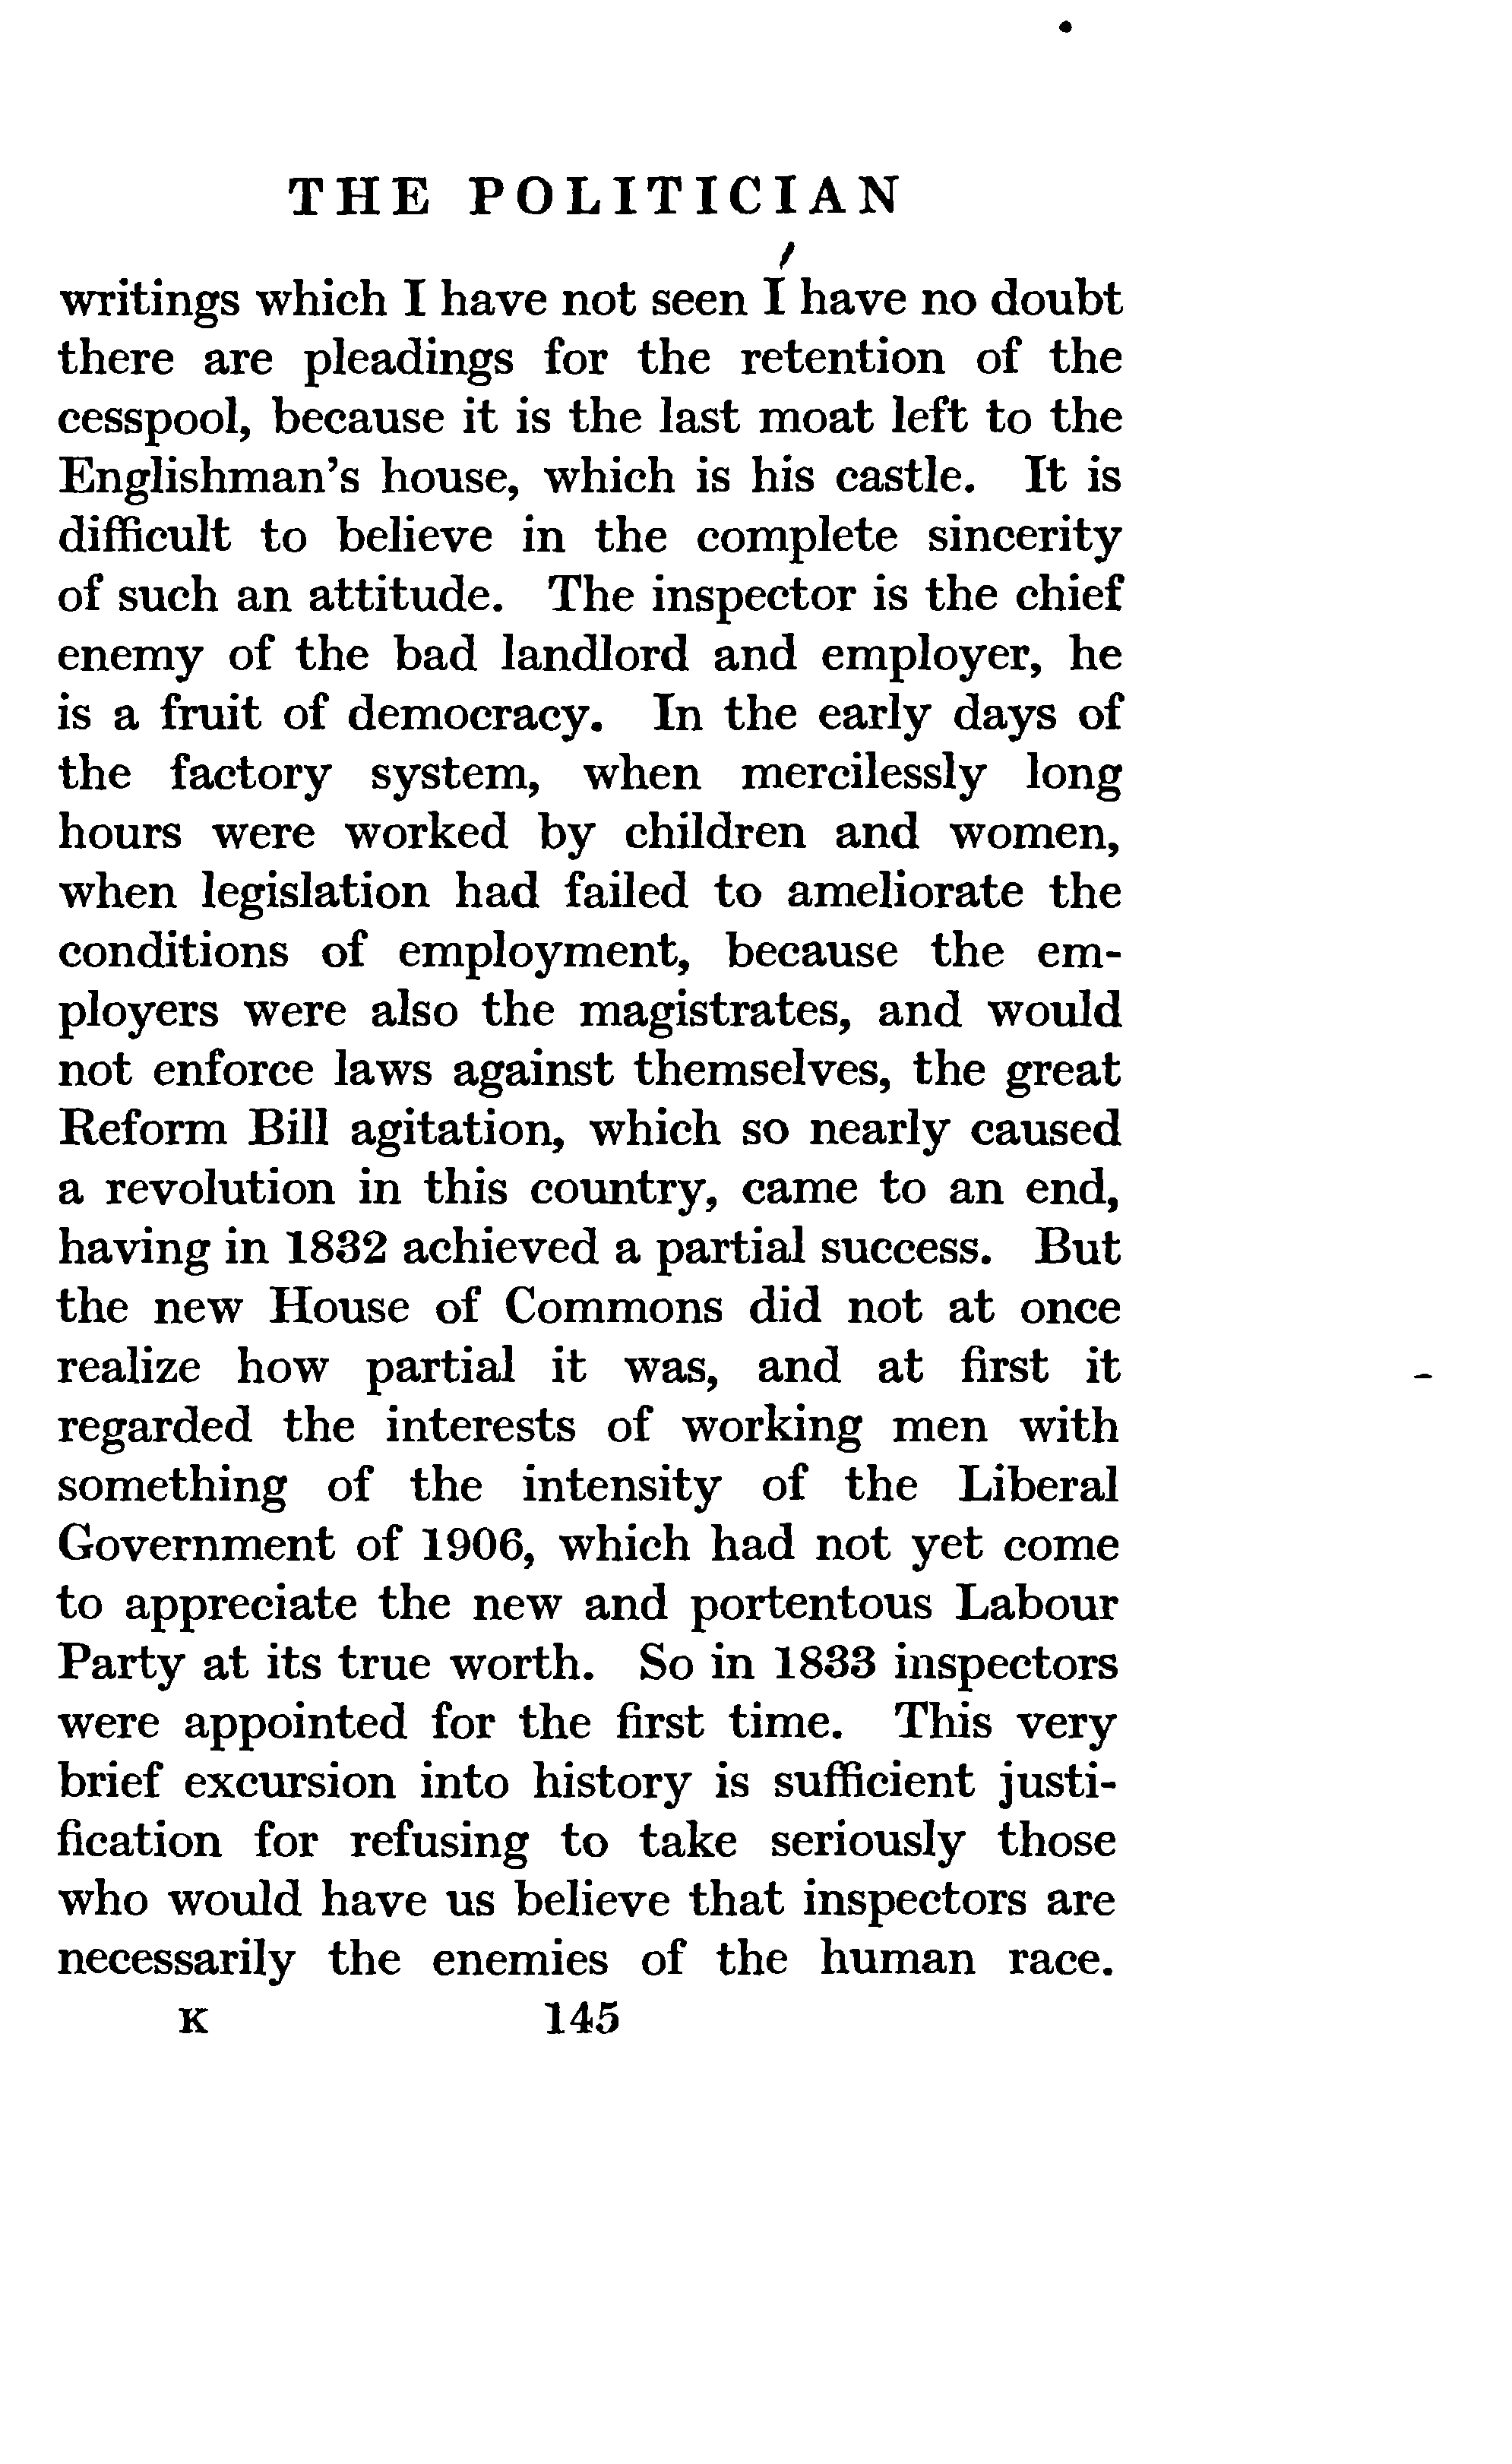 THE POLITICIAN
writings which I have not seen I have no doubt
there are pleadings for the retention of the
cesspool, because it is the last moat left to the
Englishman's house, which is his castle. It is
difficult to believe in the complete sincerity
of such an attitude. The inspector is the chief
enemy of the bad landlord and employer, he
is a fruit of democracy. In the early days of
the factory system, when mercilessly long
hours were worked by children and women,
when legislation had failed to ameliorate the
conditions of employment, because the em-
ployers were also the magistrates, and would
not enforce laws against themselves, the great
Reform Bill agitation, which so nearly caused
a revolution in this country, came to an end,
having in 1832 achieved a partial success. But
the new House of Commons did not at once
realize how partial it was, and at first it
regarded the interests of working men with
something of the intensity of the Liberal
Government of 1906, which had not yet come
to appreciate the new and portentous Labour
Party at its true worth. So in 1833 inspectors
were appointed for the first time. This very
brief excursion into history is sufficient justi-
fication for refusing to take seriously those
who would have us believe that inspectors are
necessarily the enemies of the human race.
K 145